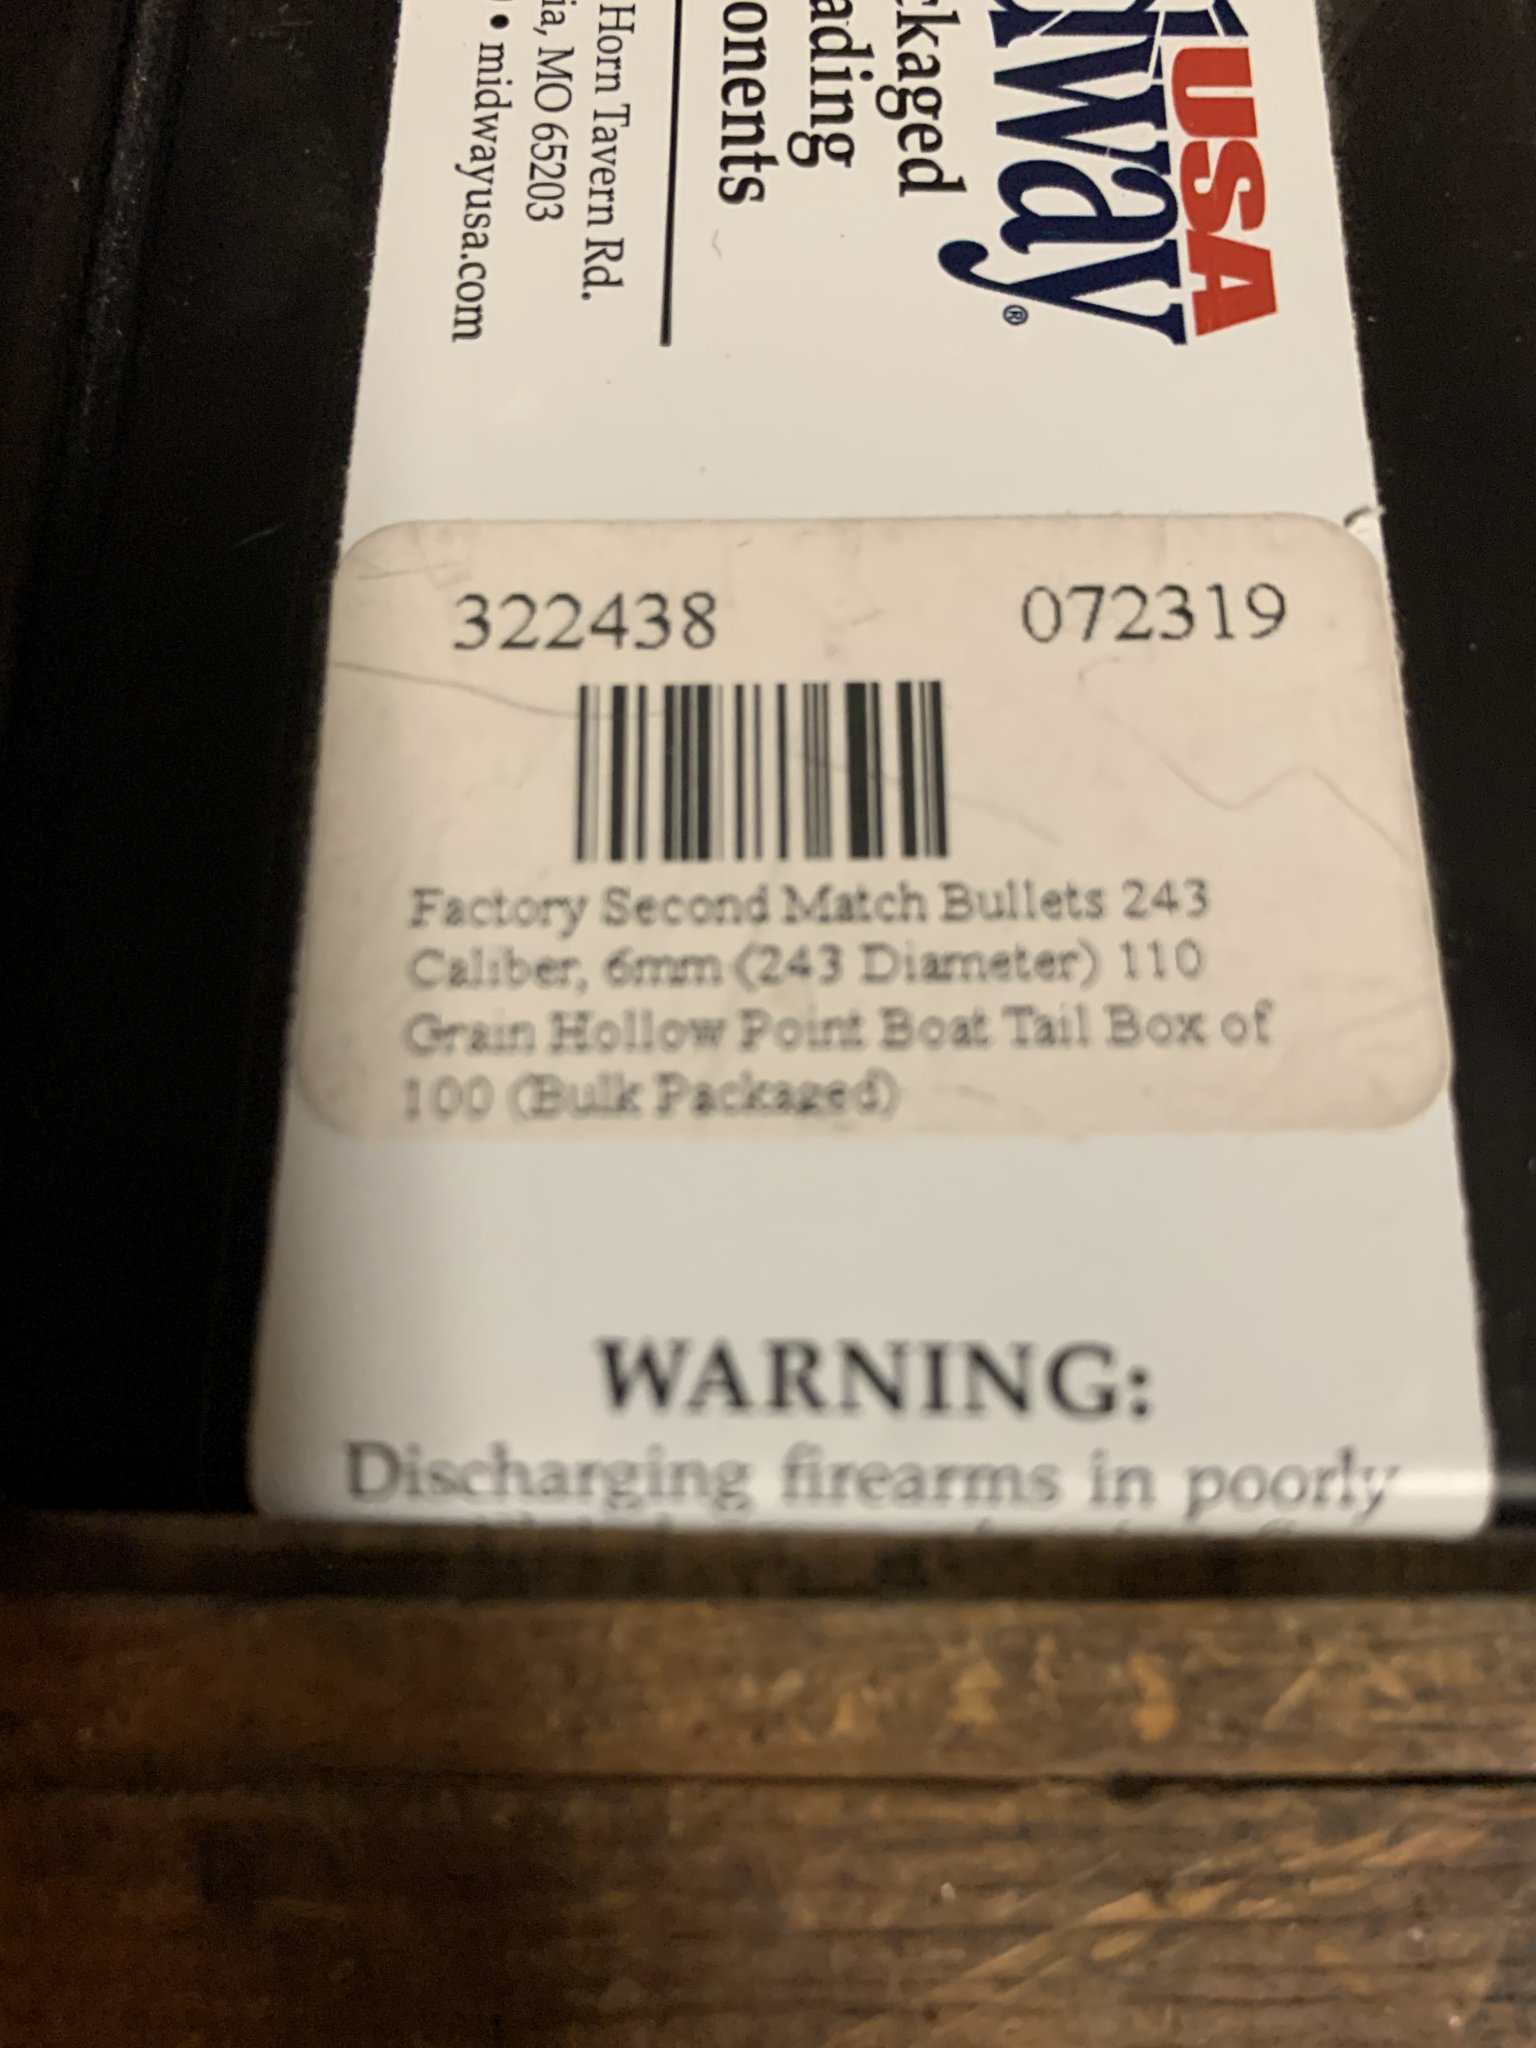 USA
Way®
ckaged
ading
onents
Horn Tavern Rd.
ia, MO 65203
• midwayusa.com
322438 072319
Factory Second Match Bullets 243
Caliber, 6mm (243 Diameter) 110
Grain Hollow Point Boat Tail Box of
100 (Bulk Packaged)
WARNING:
Discharging firearms in poorly